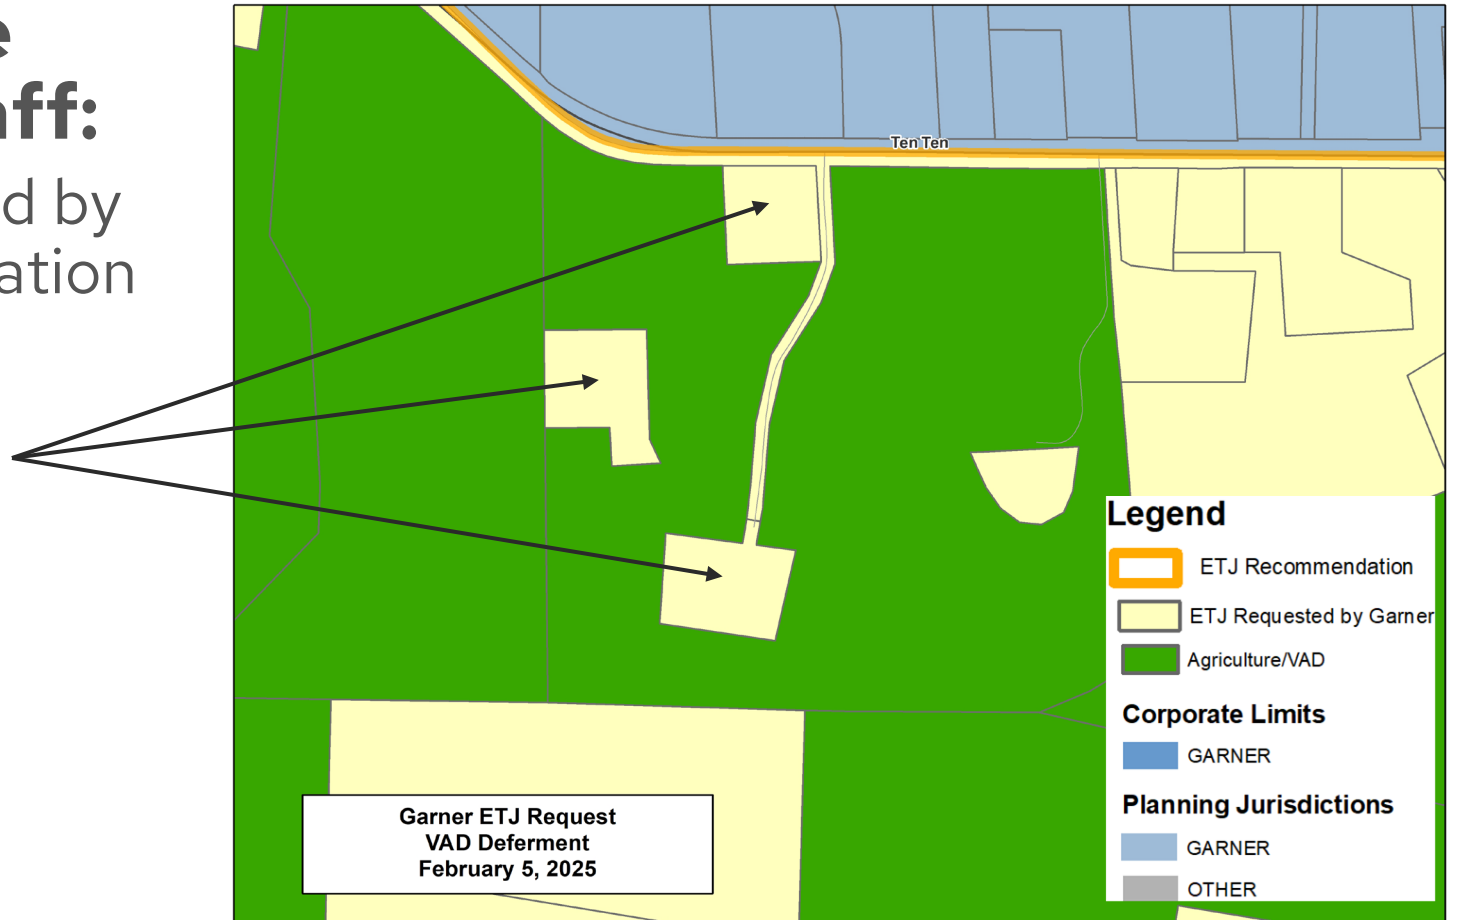 e
aff:
d by
ation
Ten Ten
Legend
ETJ Recommendation
ETJ Requested by Garner
Agriculture/VAD
Corporate Limits
GARNER
Planning Jurisdictions
GARNER
OTHER
Garner ETJ Request
VAD Deferment
February 5, 2025